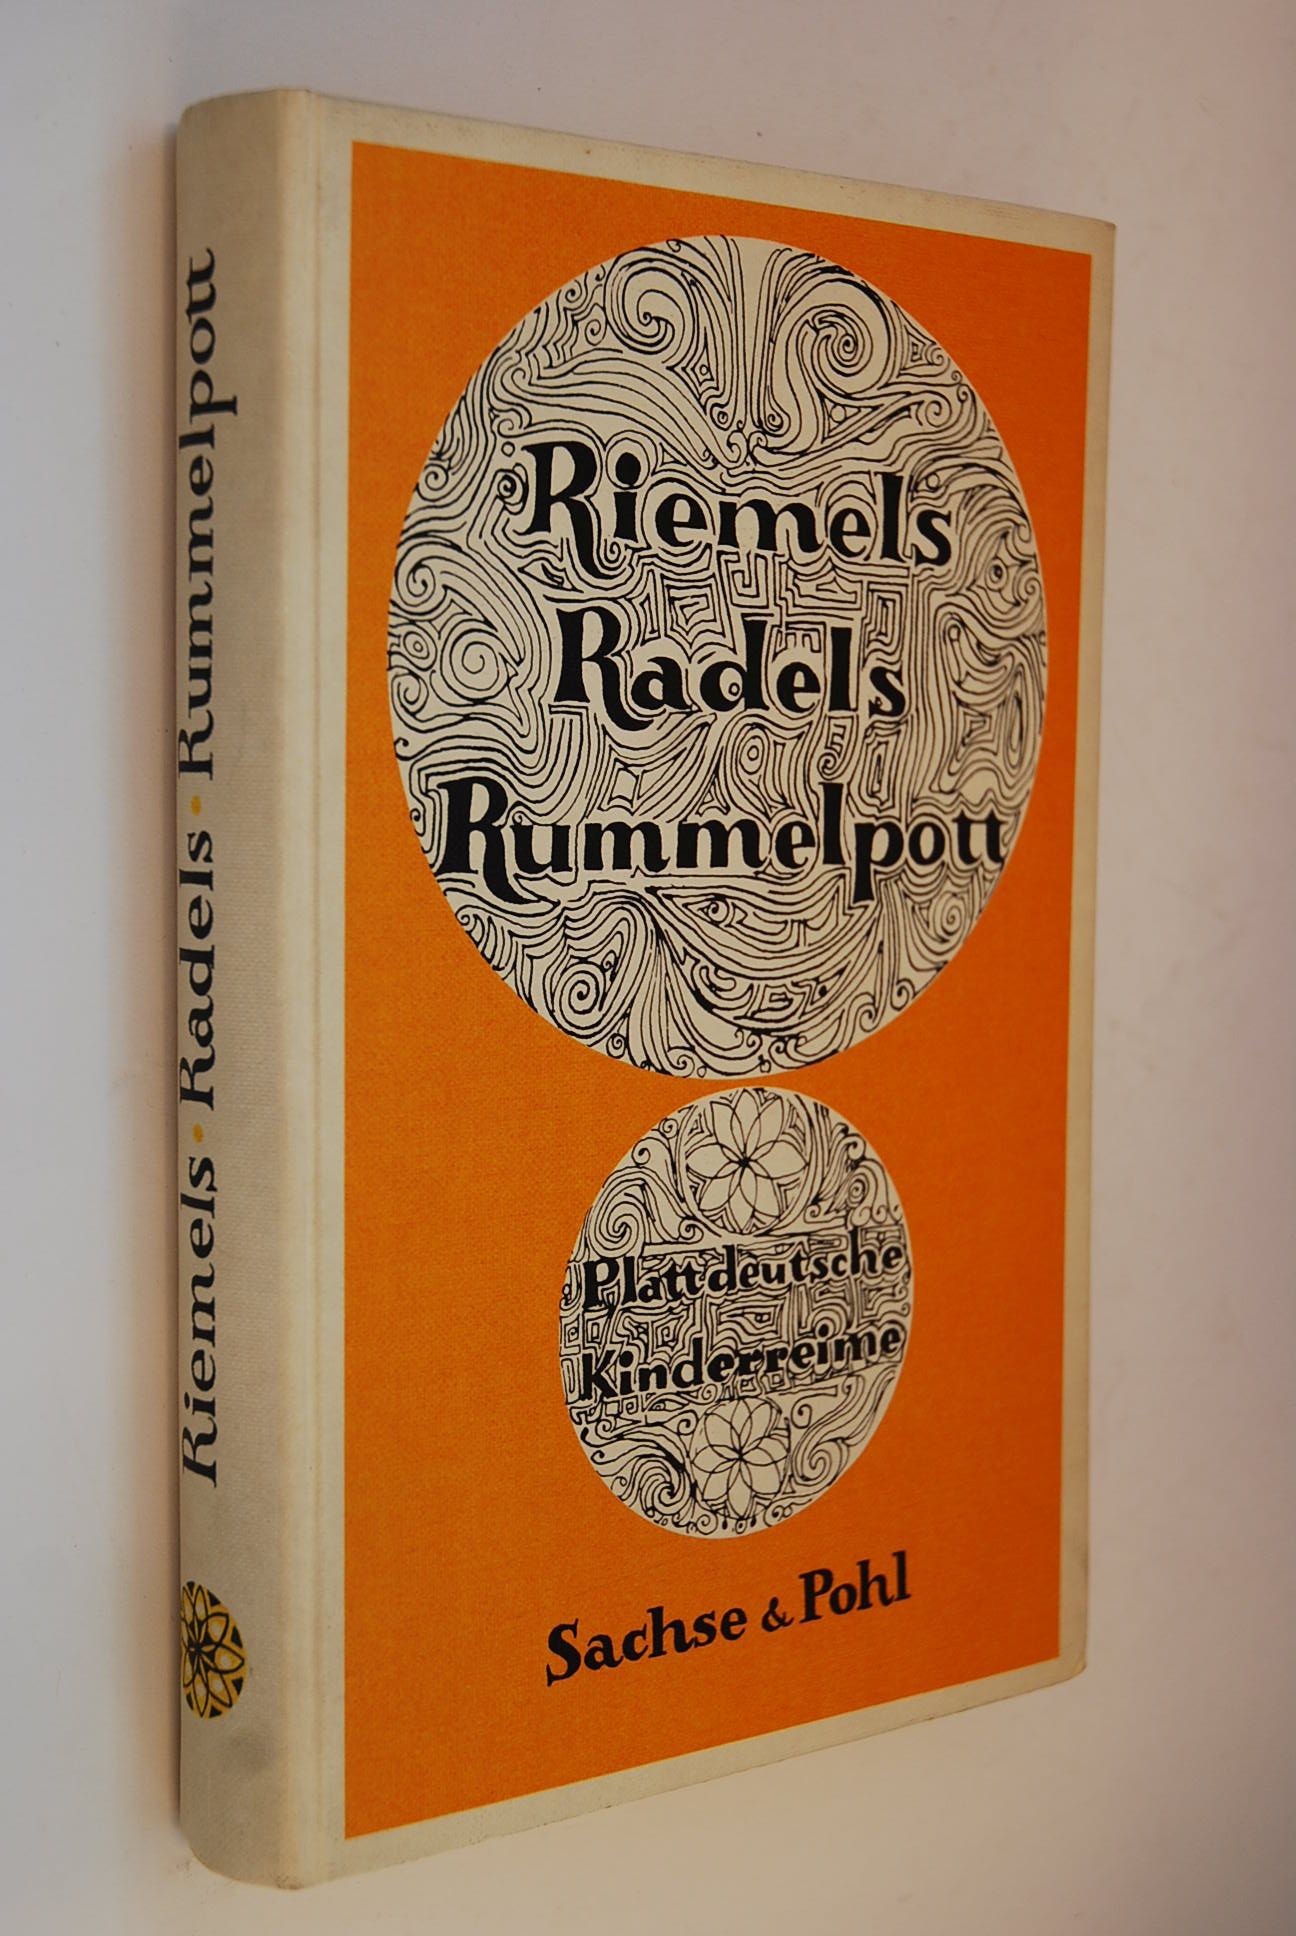 Riemels · Radels · Rummelpott
Riemels
Radels
Rummelpott
Plattdeutsche
Kinderreime
Sachse & Pohl